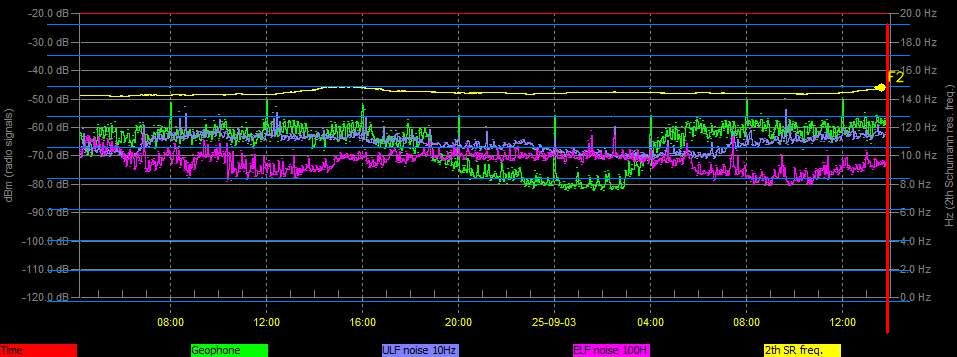 -20.0 dB 20.0 Hz
-30.0 dB 18.0 Hz
-40.0 dB 16.0 Hz
F2
-50.0 dB 14.0 Hz
-60.0 dB 12.0 Hz
-70.0 dB 10.0 Hz
-80.0 dB 8.0 Hz
-90.0 dB 6.0 Hz
-100.0 dB 4.0 Hz
-110.0 dB 2.0 Hz
-120.0 dB 0.0 Hz
dBm (radio signals)
Hz (2th Schumann res. freq.)
08:00 12:00 16:00 20:00 25-09-03 04:00 08:00 12:00
Time Geophone ULF noise 10Hz ELF noise 100H 2th SR freq.